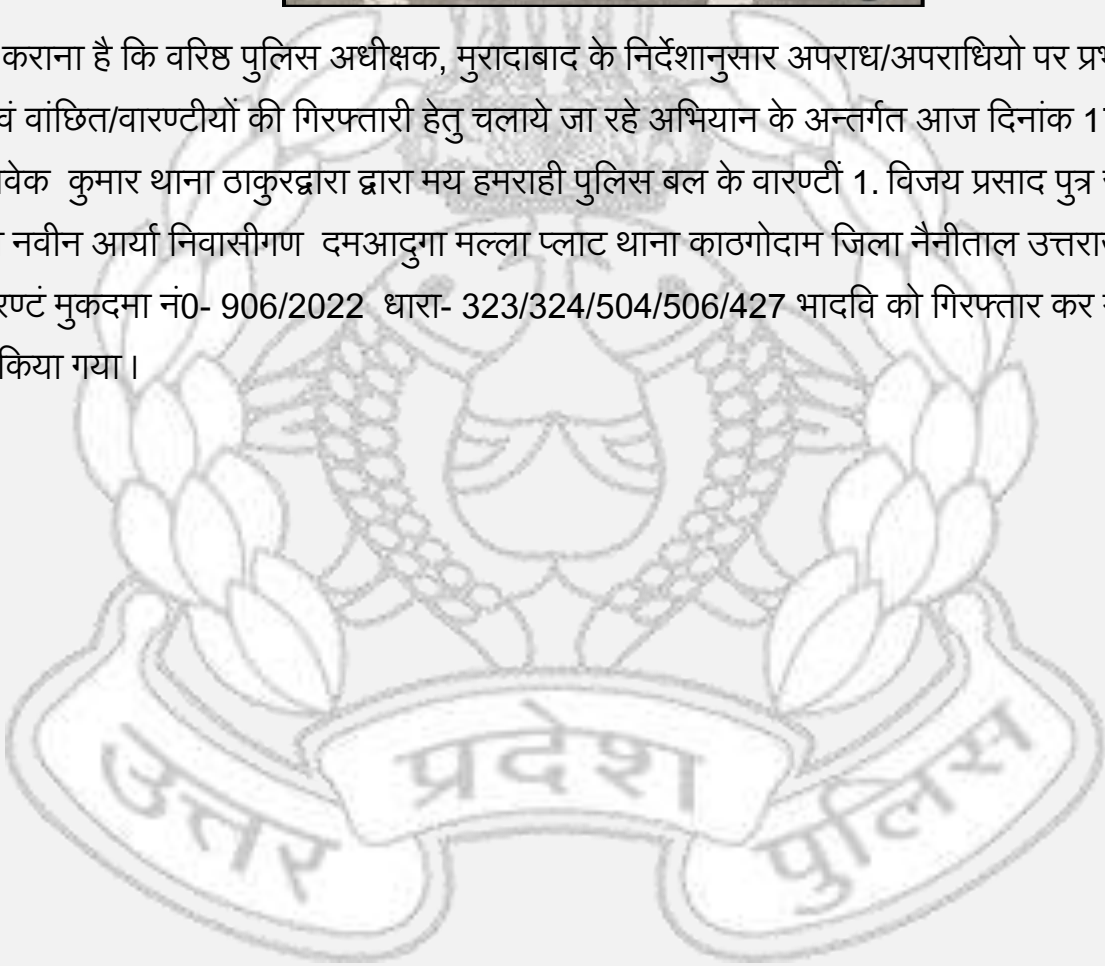 कराना है कि वरिष्ठ पुलिस अधीक्षक, मुरादाबाद के निर्देशानुसार अपराध/अपराधियो पर
वं वांछित/वारण्टीयों की गिरफ्तारी हेतु चलाये जा रहे अभियान के अन्तर्गत आज दिनांक 1
वेक कुमार थाना ठाकुरद्वारा द्वारा मय हमराही पुलिस बल के वारण्टीं 1. विजय प्रसाद पुत्र
नवीन आर्या निवासीगण दमआदुगा मल्ला प्लाट थाना काठगोदाम जिला नैनीताल
रण्टं मुकदमा नं0- 906/2022 धारा- 323/324/504/506/427 भादवि को गिरफ्तार कर
किया गया।
उत्तर प्रदेश पुलिस